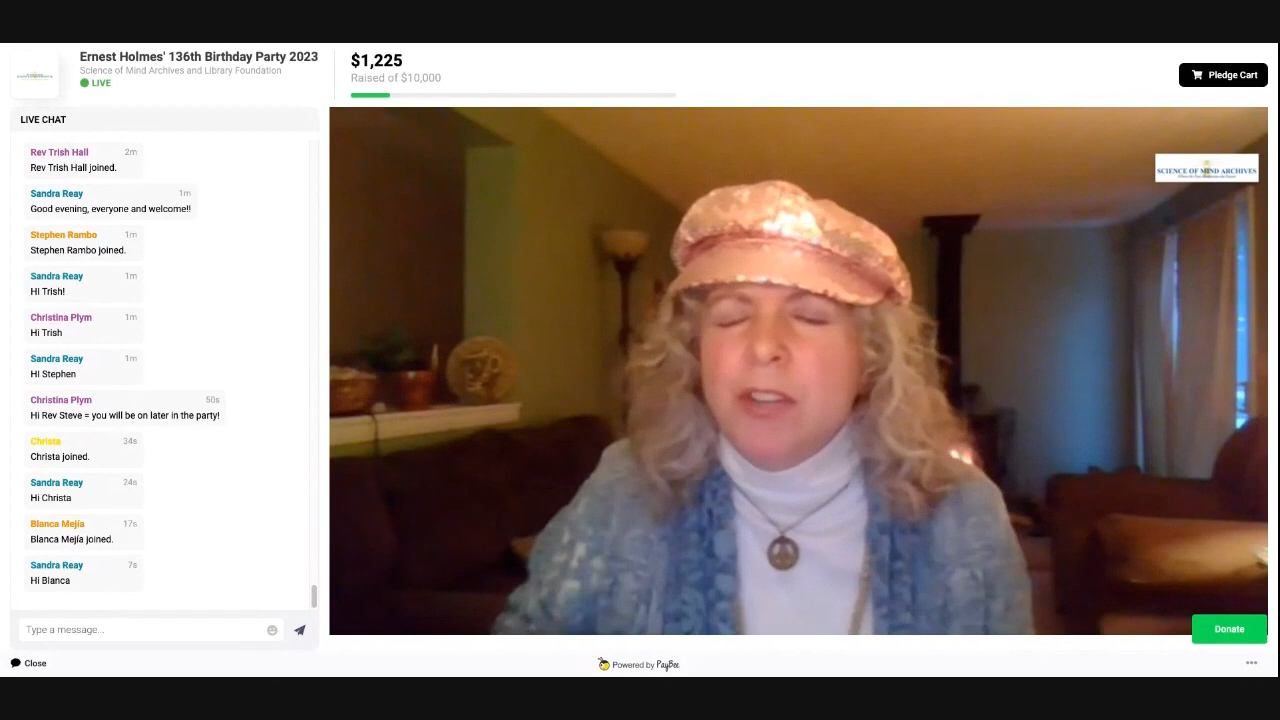 Ernest Holmes' 136th Birthday Party 2023
Science of Mind Archives and Library Foundation
LIVE
$1,225
Raised of $10,000
Pledge Cart
LIVE CHAT
Rev Trish Hall 2m
Rev Trish Hall joined.
Sandra Reay 1m
Good evening, everyone and welcome!!
Stephen Rambo 1m
Stephen Rambo joined.
Sandra Reay 1m
HI Trish!
Christina Plym 1m
Hi Trish
Sandra Reay 1m
HI Stephen
Christina Plym 50s
Hi Rev Steve = you will be on later in the party!
Christa 34s
Christa joined.
Sandra Reay 24s
Hi Christa
Blanca Mejía 17s
Blanca Mejía joined.
Sandra Reay 7s
Hi Blanca
Type a message...
Close
SCIENCE OF MIND ARCHIVES
Donate
Powered by PayBee